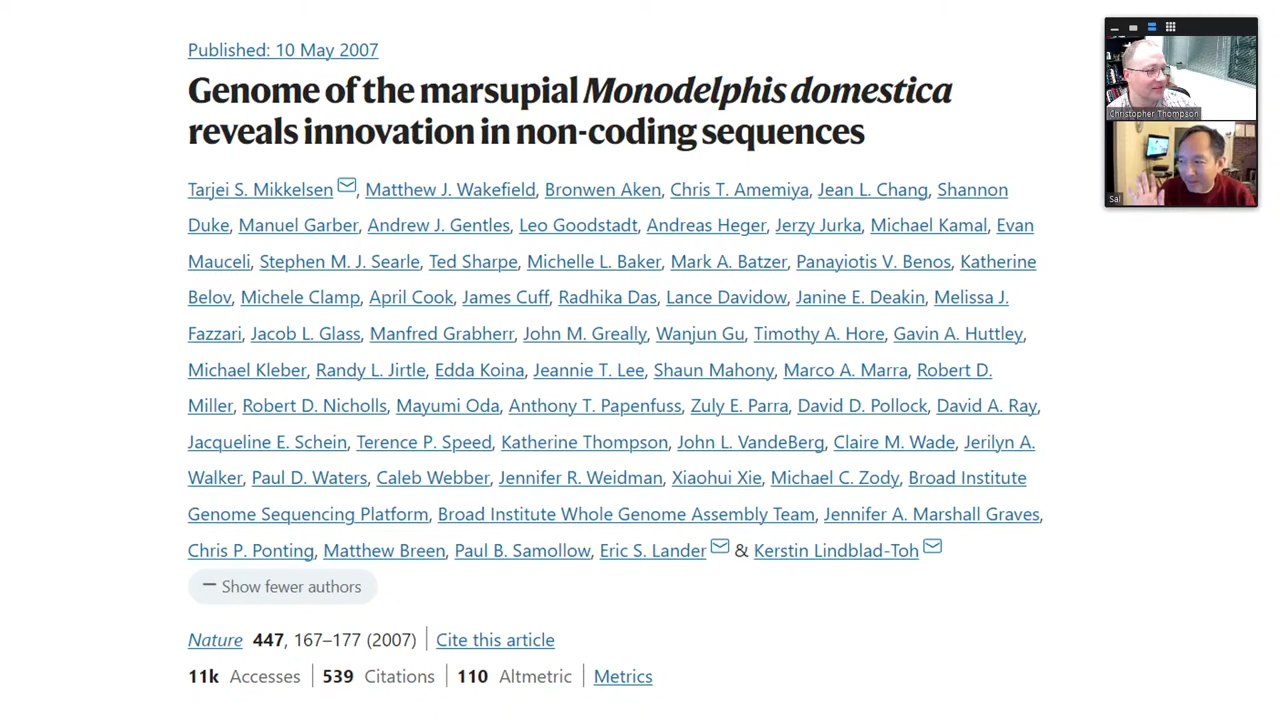 Published: 10 May 2007
Genome of the marsupial Monodelphis domestica
reveals innovation in non-coding sequences
Tarjei S. Mikkelsen, Matthew J. Wakefield, Bronwen Aken, Chris T. Amemiya, Jean L. Chang, Shannon
Duke, Manuel Garber, Andrew J. Gentles, Leo Goodstadt, Andreas Heger, Jerzy Jurka, Michael Kamal, Evan
Mauceli, Stephen M. J. Searle, Ted Sharpe, Michelle L. Baker, Mark A. Batzer, Panayiotis V. Benos, Katherine
Belov, Michele Clamp, April Cook, James Cuff, Radhika Das, Lance Davidow, Janine E. Deakin, Melissa J.
Fazzari, Jacob L. Glass, Manfred Grabherr, John M. Greally, Wanjun Gu, Timothy A. Hore, Gavin A. Huttley,
Michael Kleber, Randy L. Jirtle, Edda Koina, Jeannie T. Lee, Shaun Mahony, Marco A. Marra, Robert D.
Miller, Robert D. Nicholls, Mayumi Oda, Anthony T. Papenfuss, Zuly E. Parra, David D. Pollock, David A. Ray,
Jacqueline E. Schein, Terence P. Speed, Katherine Thompson, John L. VandeBerg, Claire M. Wade, Jerilyn A.
Walker, Paul D. Waters, Caleb Webber, Jennifer R. Weidman, Xiaohui Xie, Michael C. Zody, Broad Institute
Genome Sequencing Platform, Broad Institute Whole Genome Assembly Team, Jennifer A. Marshall Graves,
Chris P. Ponting, Matthew Breen, Paul B. Samollow, Eric S. Lander & Kerstin Lindblad-Toh
— Show fewer authors
Nature 447, 167–177 (2007) | Cite this article
11k Accesses | 539 Citations | 110 Altmetric | Metrics
Christopher Thompson
Sal